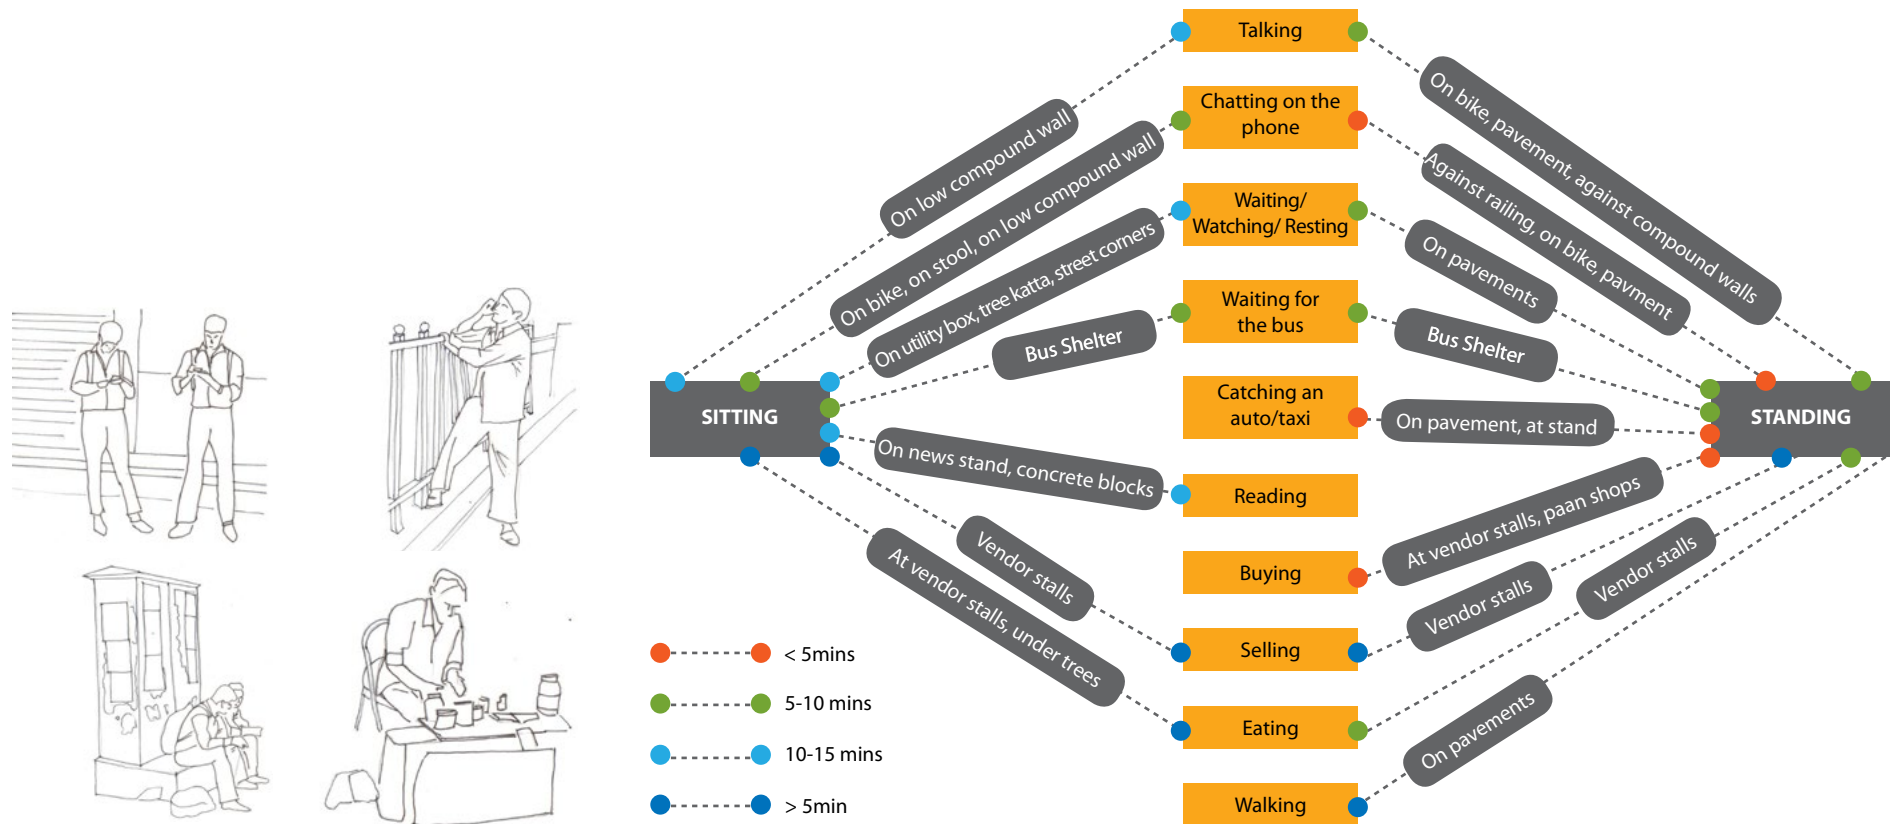 Talking
Chatting on the
phone
Waiting/
Watching/ Resting
Waiting for
the bus
Catching an
auto/taxi
Reading
Buying
Selling
Eating
Walking
SITTING
On low compound wall
On bike, on stool, on low compound wall
On utility box, tree katta, street corners
Bus Shelter
On news stand, concrete blocks
Vendor stalls
At vendor stalls, under trees
STANDING
On bike, pavement, against compound walls
Against railing, on bike, pavment
On pavements
Bus Shelter
On pavement, at stand
At vendor stalls, paan shops
Vendor stalls
Vendor stalls
On pavements
< 5mins
5-10 mins
10-15 mins
> 5min